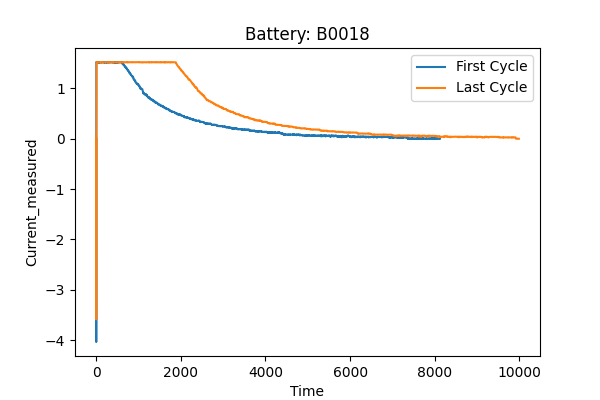 Battery: B0018
First Cycle
Last Cycle
Current_measured
1
0
−1
−2
−3
−4
0 2000 4000 6000 8000 10000
Time